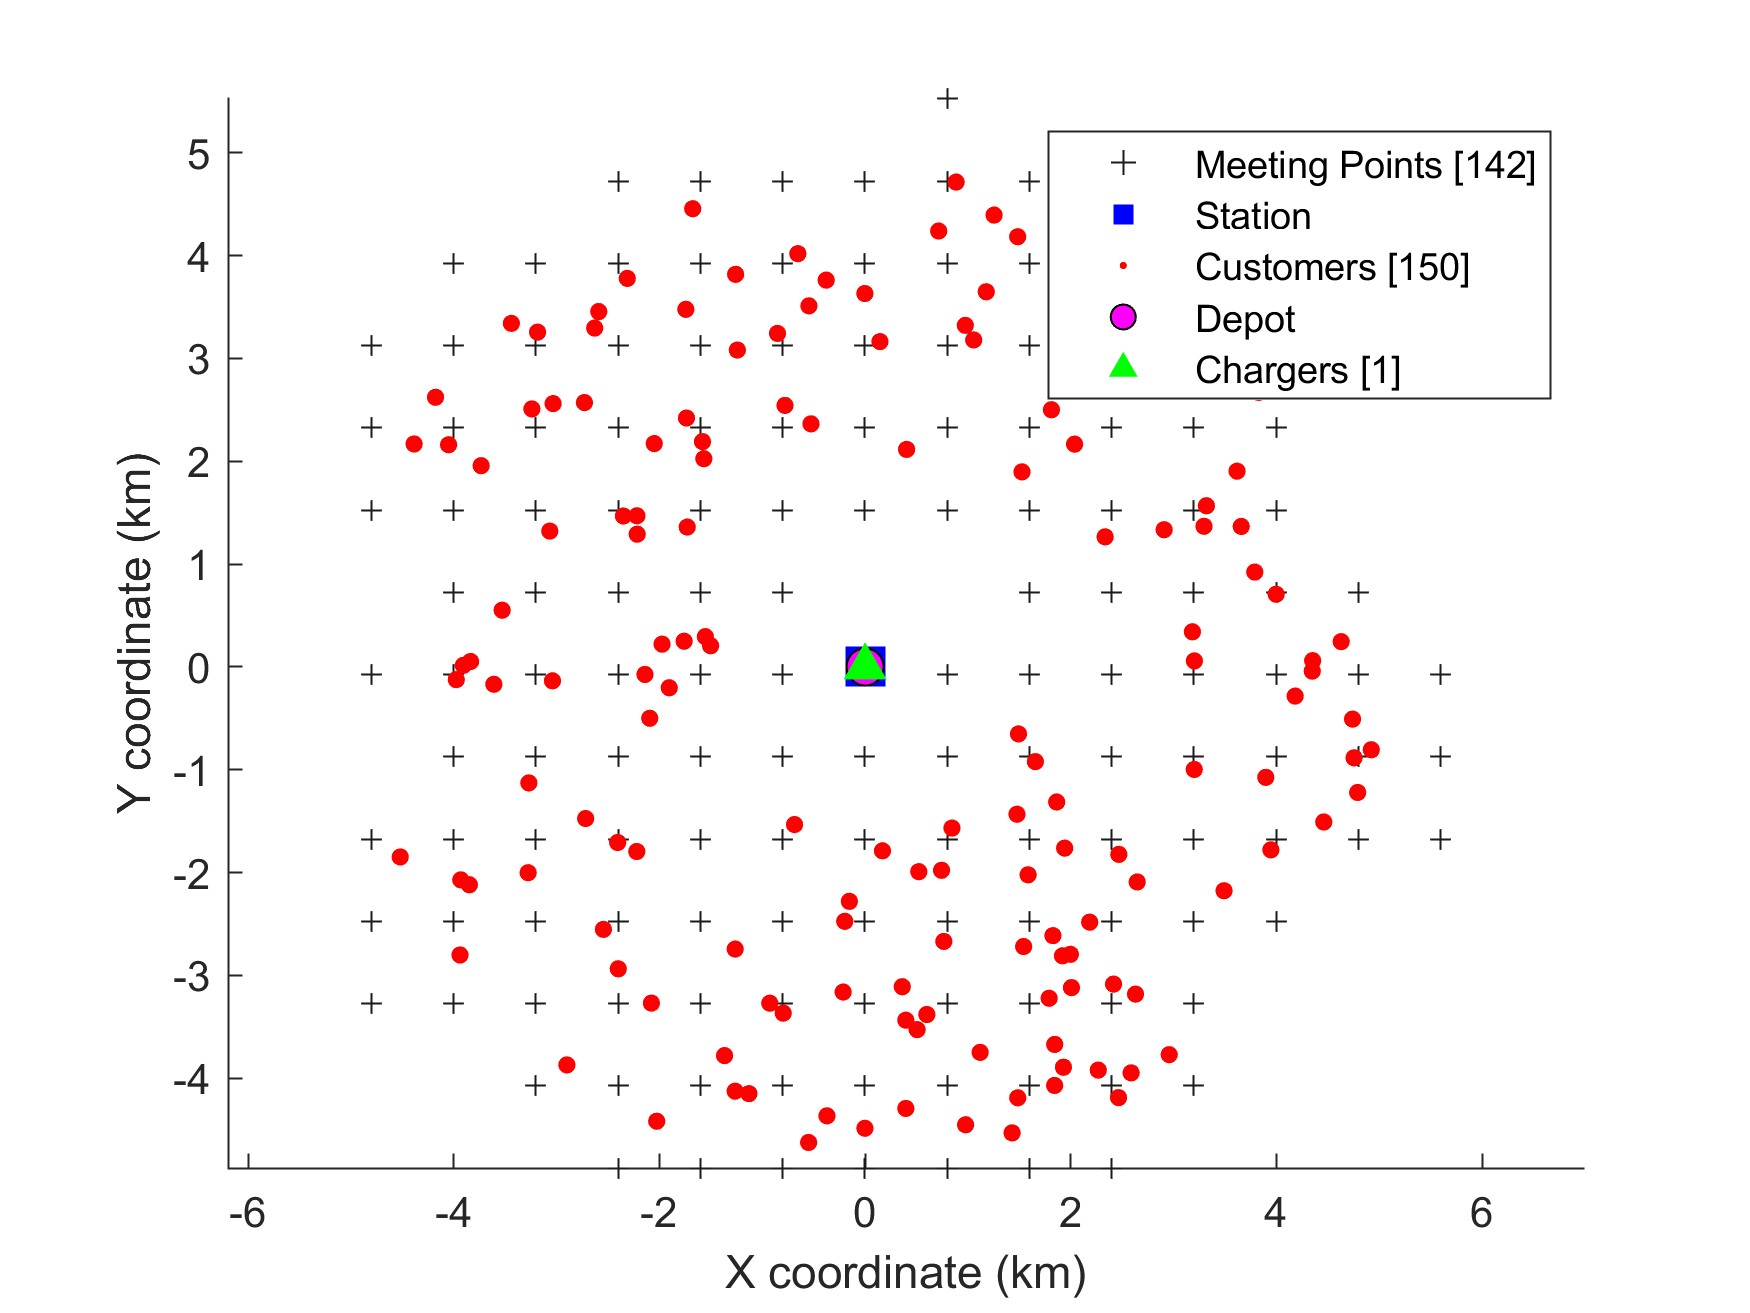 Meeting Points [142]
Station
Customers [150]
Depot
Chargers [1]
5
4
3
2
1
0
-1
-2
-3
-4
Y coordinate (km)
-6 -4 -2 0 2 4 6
X coordinate (km)